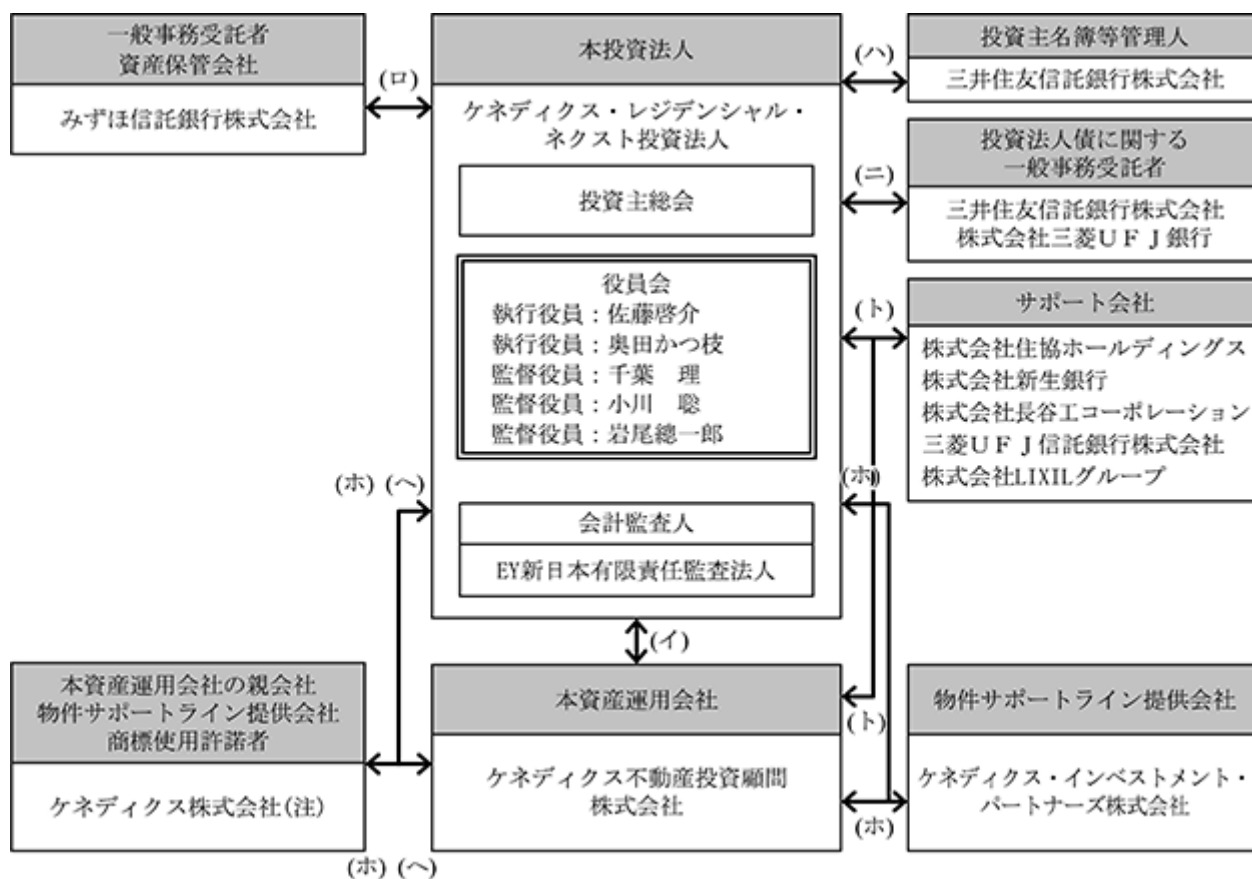 一般事務受託者
資産保管会社
みずほ信託銀行株式会社
(ロ)
本投資法人
ケネディクス・レジデンシャル・
ネクスト投資法人
投資主総会
役員会
執行役員：佐藤啓介
執行役員：奥田かつ枝
監督役員：千葉　理
監督役員：小川　聡
監督役員：岩尾總一郎
会計監査人
EY新日本有限責任監査法人
(ハ)
投資主名簿等管理人
三井住友信託銀行株式会社
(ニ)
投資法人債に関する
一般事務受託者
三井住友信託銀行株式会社
株式会社三菱ＵＦＪ銀行
(ト)
サポート会社
株式会社住協ホールディングス
株式会社新生銀行
株式会社長谷工コーポレーション
三菱ＵＦＪ信託銀行株式会社
株式会社LIXILグループ
(ホ) (ヘ)
(ホ)
(イ)
本資産運用会社の親会社
物件サポートライン提供会社
商標使用許諾者
ケネディクス株式会社(注)
(ホ) (ヘ)
本資産運用会社
ケネディクス不動産投資顧問
株式会社
(ト)
(ホ)
物件サポートライン提供会社
ケネディクス・インベストメント・
パートナーズ株式会社